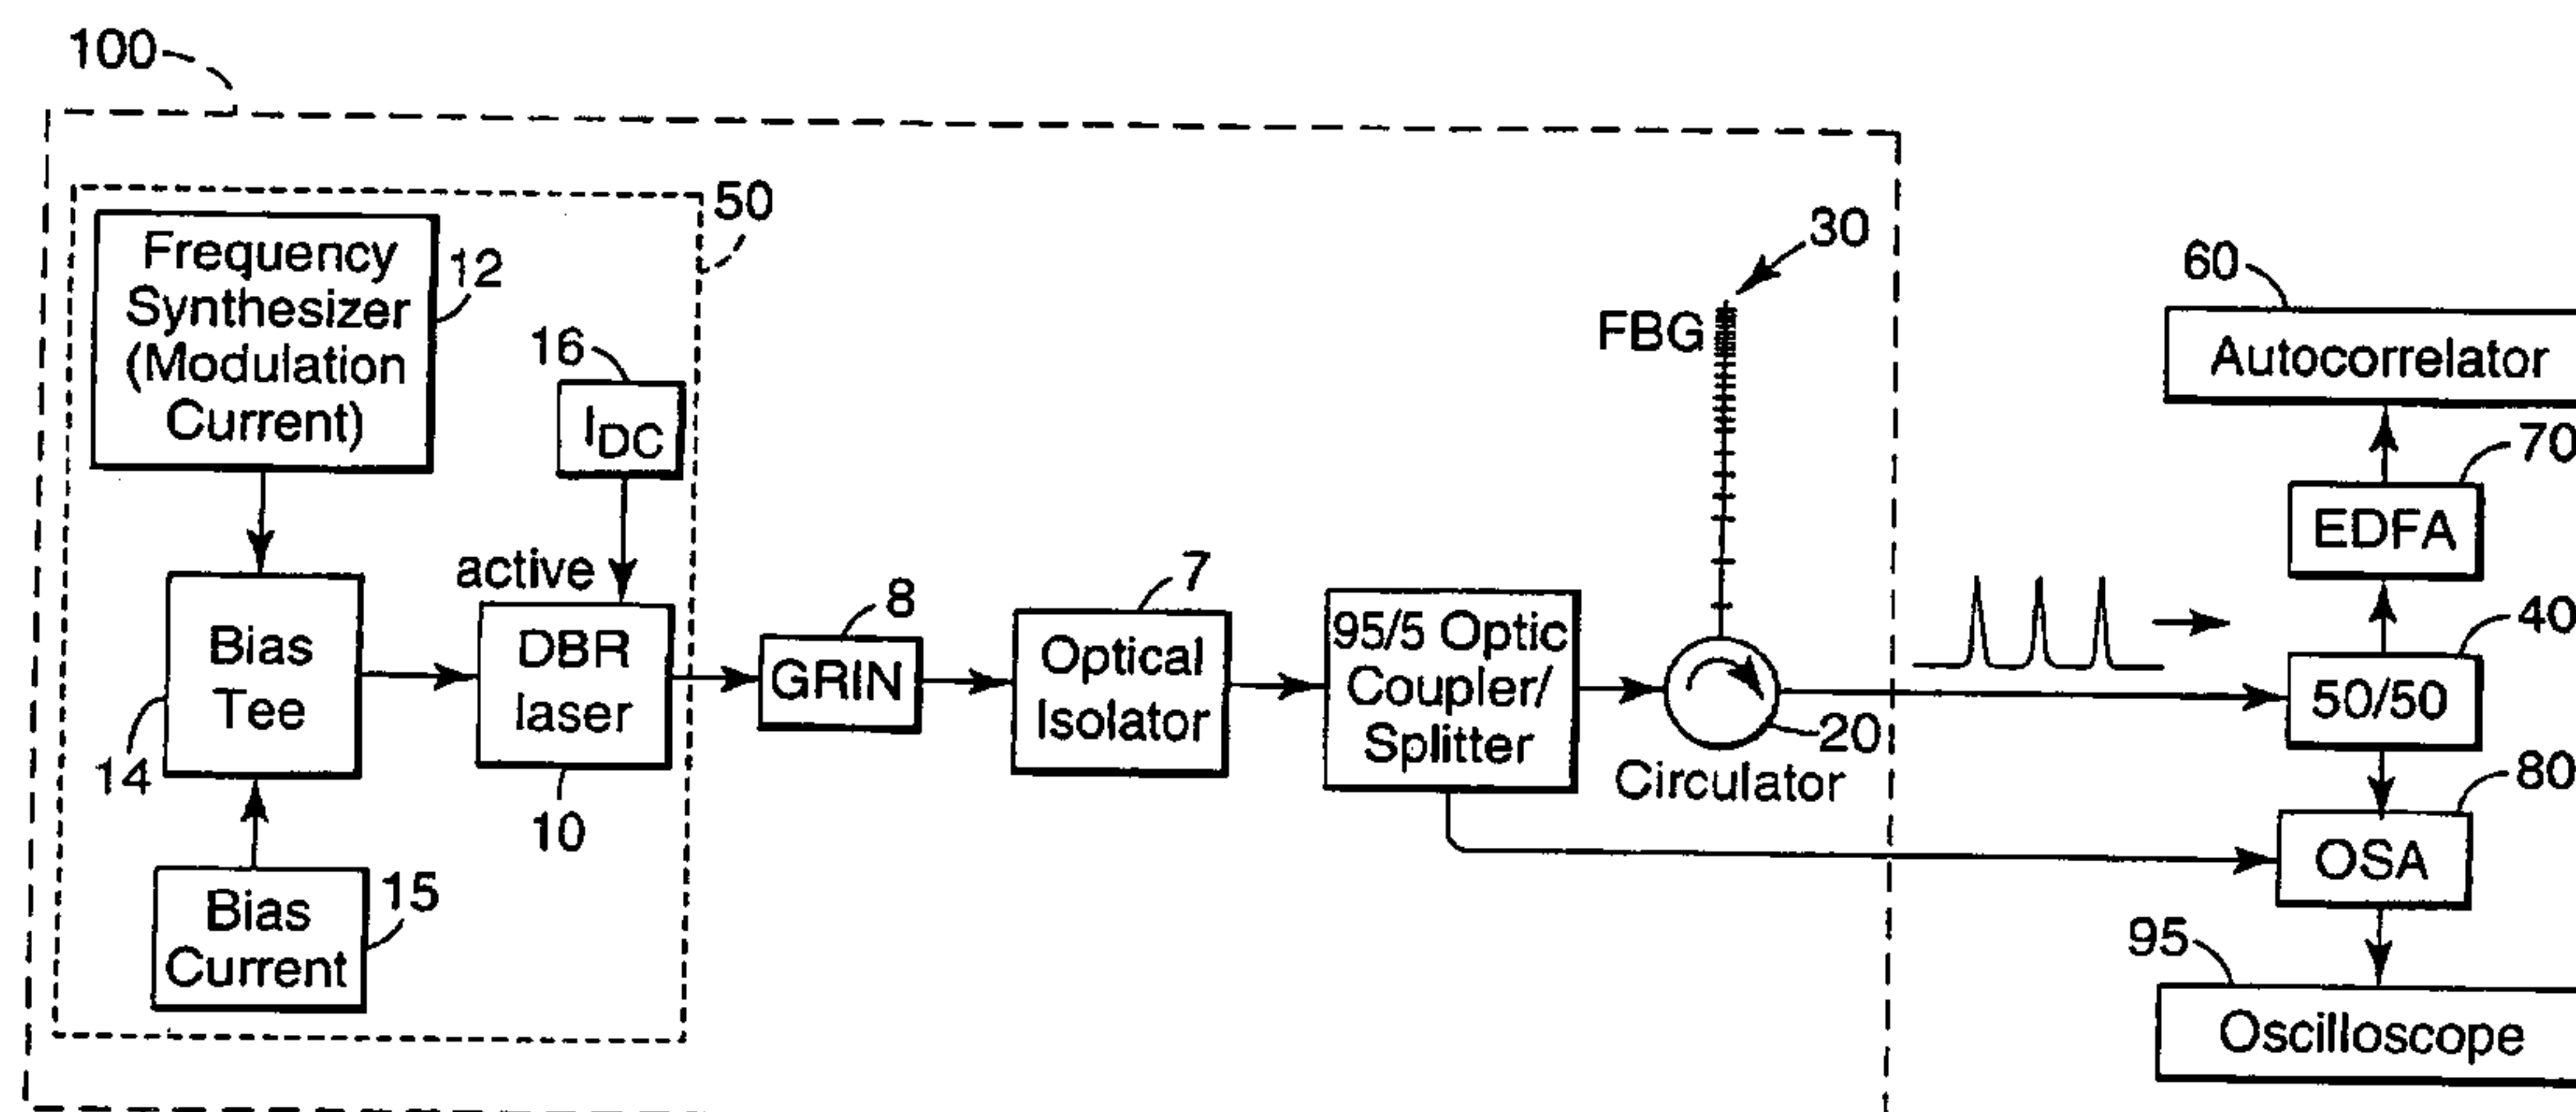 100
50
Frequency
Synthesizer
(Modulation
Current)
12
16
IDC
active
Bias
Tee
14
DBR
laser
10
Bias
Current
15
8
GRIN
7
Optical
Isolator
95/5 Optic
Coupler/
Splitter
30
FBG
20
Circulator
60
Autocorrelator
70
EDFA
40
50/50
80
OSA
95
Oscilloscope